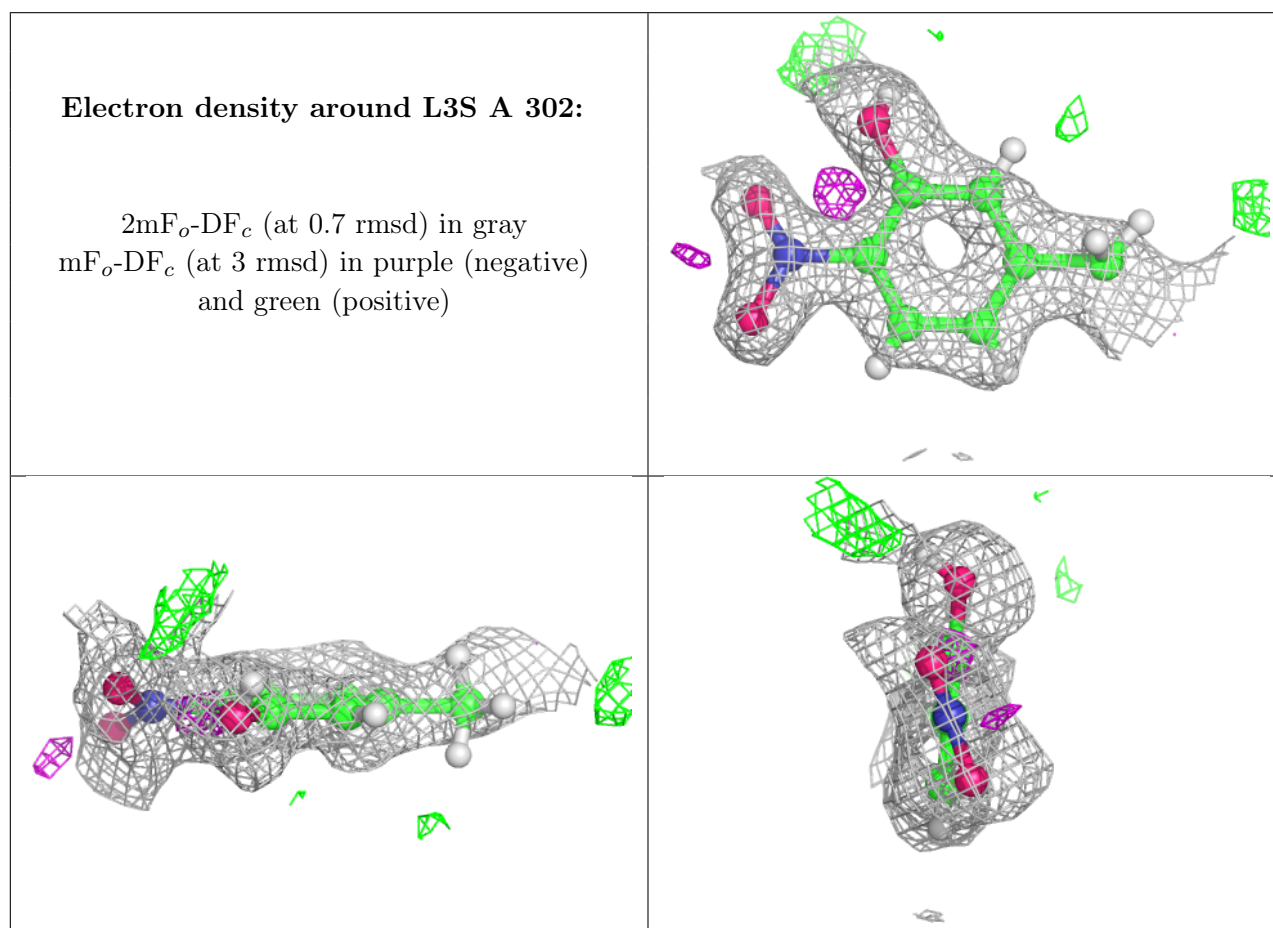 Electron density around L3S A 302:
2mFo-DFc (at 0.7 rmsd) in gray
mFo-DFc (at 3 rmsd) in purple (negative)
and green (positive)